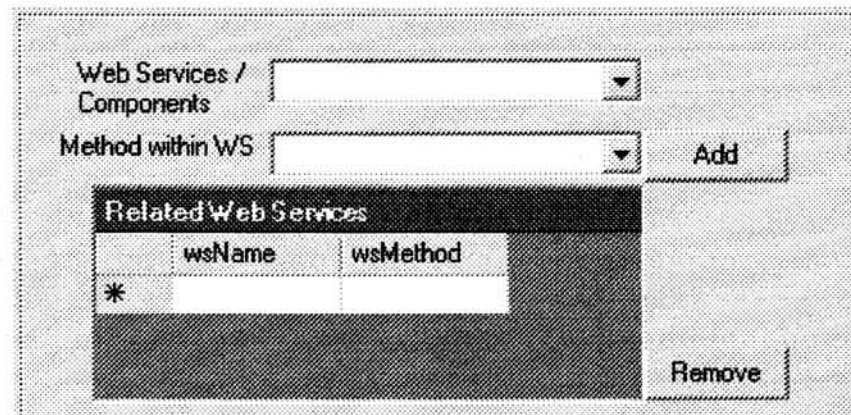 Web Services /
Components
Method within WS
Add
Related Web Services
wsName wsMethod
*
Remove